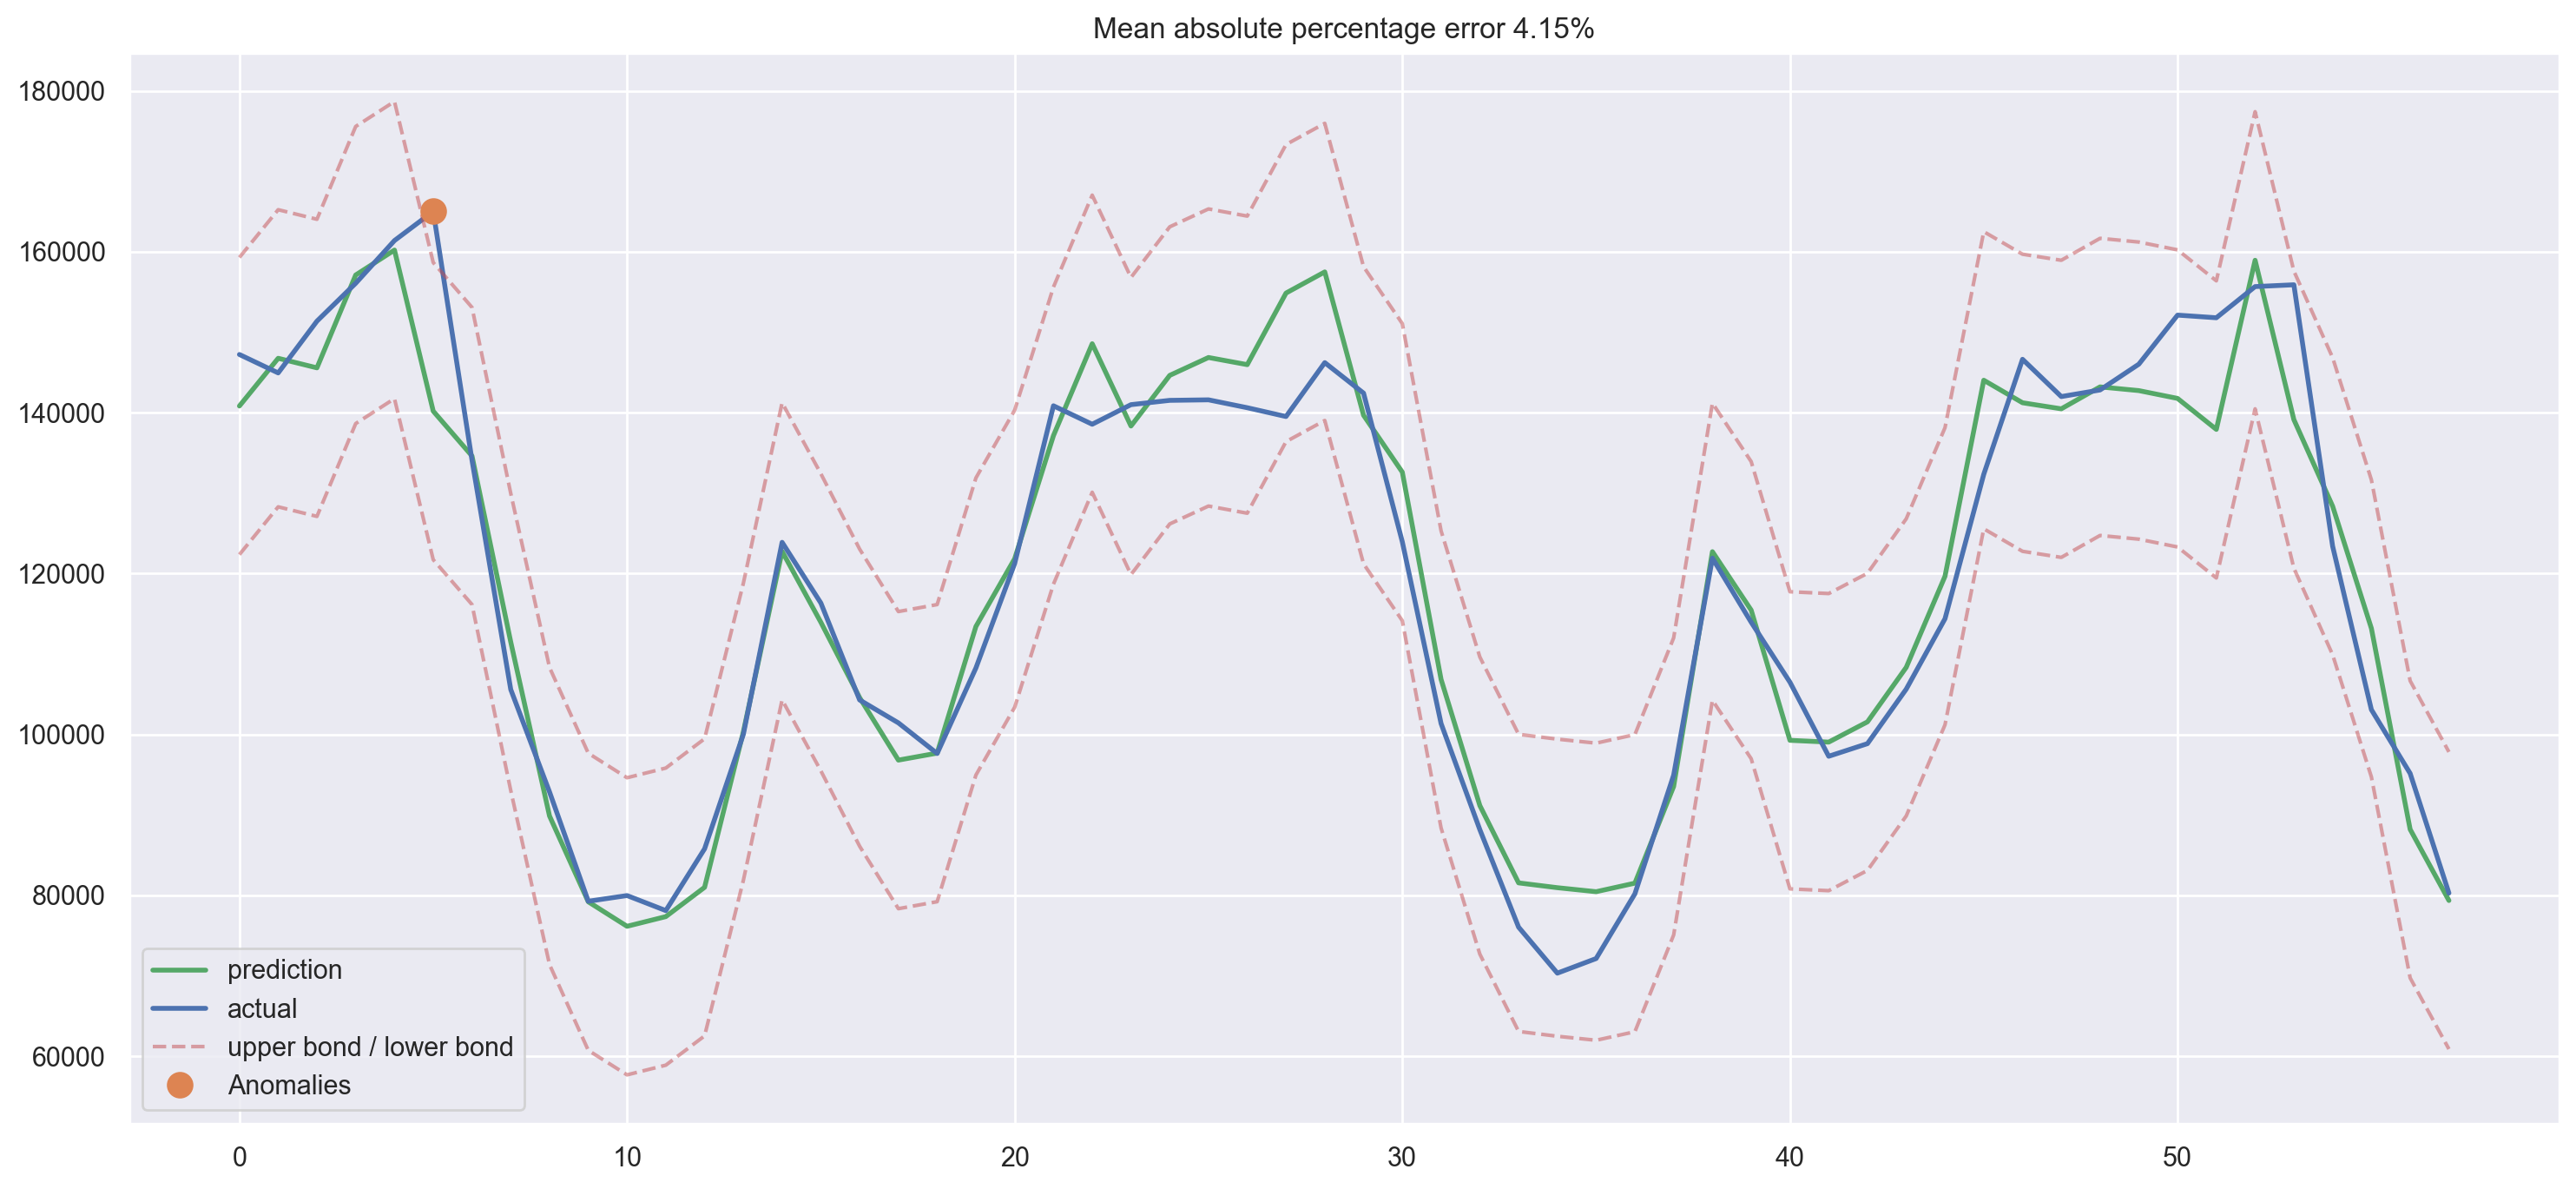 Mean absolute percentage error 4.15%
180000
160000
140000
120000
100000
80000
60000
prediction
actual
upper bond / lower bond
Anomalies
0 10 20 30 40 50